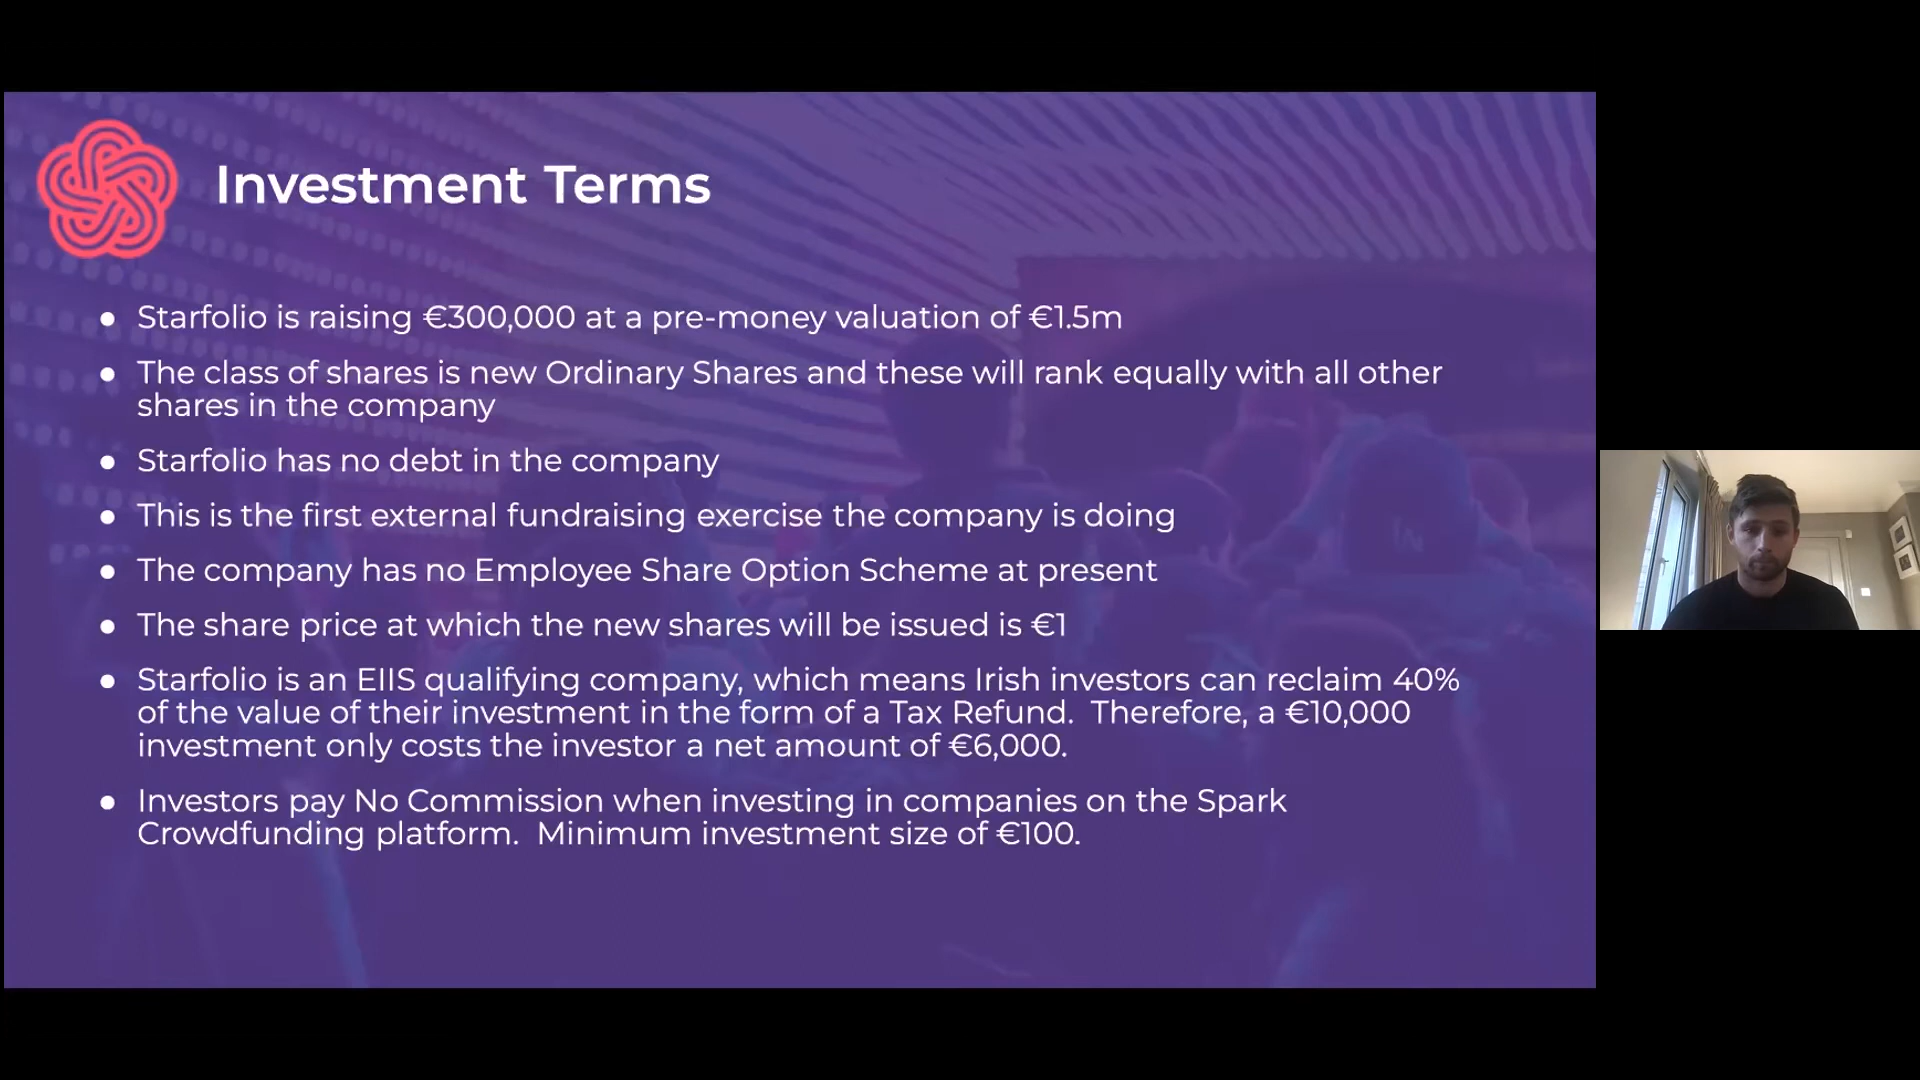 Investment Terms
● Starfolio is raising €300,000 at a pre-money valuation of €1.5m
● The class of shares is new Ordinary Shares and these will rank equally with all other
shares in the company
● Starfolio has no debt in the company
● This is the first external fundraising exercise the company is doing
● The company has no Employee Share Option Scheme at present
● The share price at which the new shares will be issued is €1
● Starfolio is an EIIS qualifying company, which means Irish investors can reclaim 40%
of the value of their investment in the form of a Tax Refund.  Therefore, a €10,000
investment only costs the investor a net amount of €6,000.
● Investors pay No Commission when investing in companies on the Spark
Crowdfunding platform.  Minimum investment size of €100.